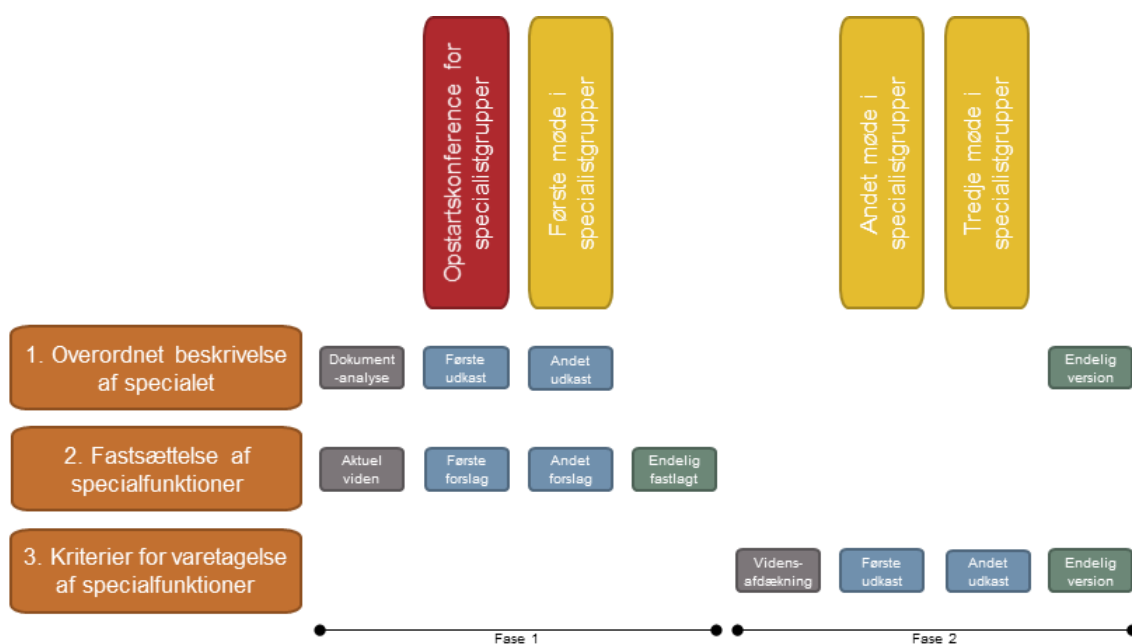 Opstartskonference for
specialistgrupper
Første møde i
specialistgrupper
Andet møde i
specialistgrupper
Tredje møde i
specialistgrupper
1. Overordnet beskrivelse
af specialet
Dokument
-analyse
Første
udkast
Andet
udkast
Endelig
version
2. Fastsættelse af
specialfunktioner
Aktuel
viden
Første
forslag
Andet
forslag
Endelig
fastlagt
3. Kriterier for varetagelse
af specialfunktioner
Videns-
afdækning
Første
udkast
Andet
udkast
Endelig
version
Fase 1
Fase 2